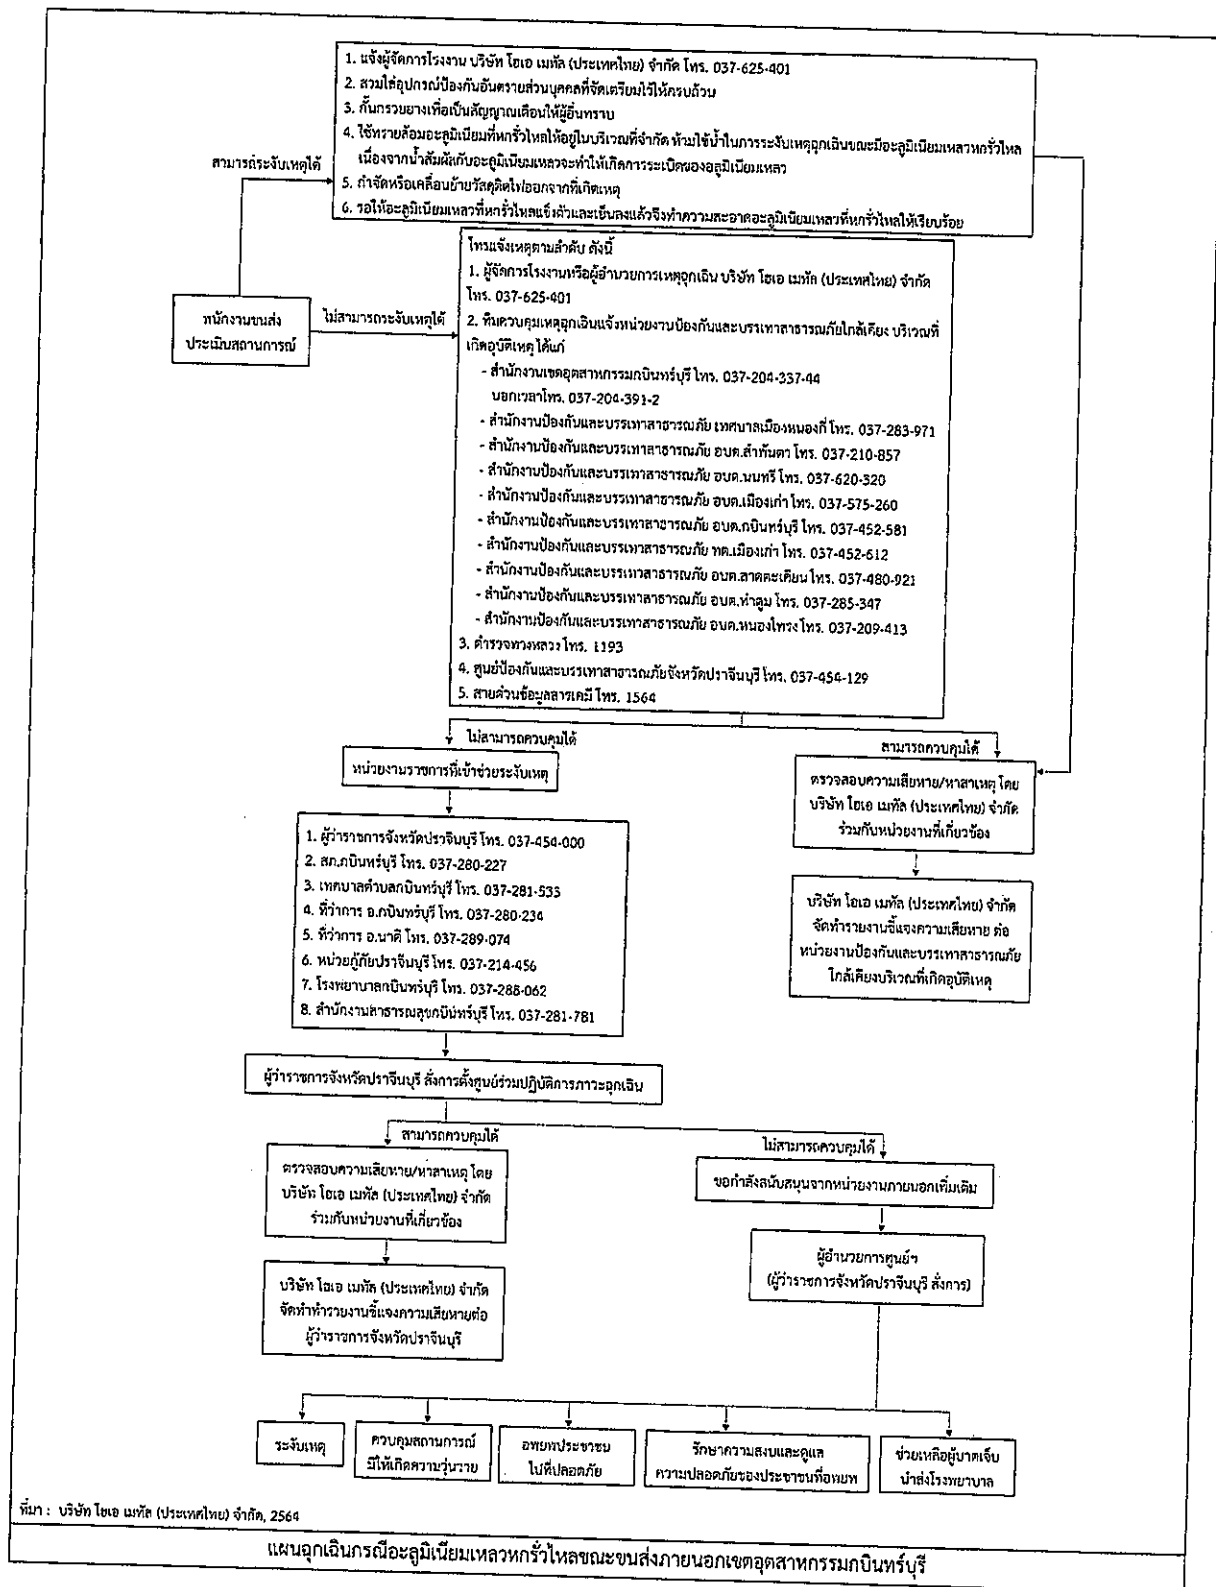 1. แจ้งผู้จัดการโรงงาน บริษัท โฮเอ เมทัล (ประเทศไทย) จำกัด โทร. 037-625-401
2. สวมใส่อุปกรณ์ป้องกันอันตรายส่วนบุคคลที่จัดเตรียมไว้ให้ครบถ้วน
3. กั้นกรวยยางเพื่อเป็นสัญญาณเตือนให้ผู้อื่นทราบ
4. ใช้ทรายล้อมอะลูมิเนียมที่หกรั่วไหลให้อยู่ในบริเวณที่จำกัด ห้ามใช้น้ำในการระงับเหตุฉุกเฉินขณะมีอะลูมิเนียมเหลวหกรั่วไหล
เนื่องจากน้ำสัมผัสกับอะลูมิเนียมเหลวจะทำให้เกิดการระเบิดของอลูมิเนียมเหลว
5. กำจัดหรือเคลื่อนย้ายวัสดุติดไฟออกจากที่เกิดเหตุ
6. รอให้อะลูมิเนียมเหลวที่หกรั่วไหลแข็งตัวและเย็นลงแล้วจึงทำความสะอาดอะลูมิเนียมเหลวที่หกรั่วไหลให้เรียบร้อย
สามารถระงับเหตุได้
พนักงานขนส่ง
ประเมินสถานการณ์
ไม่สามารถระงับเหตุได้
โทรแจ้งเหตุตามลำดับ ดังนี้
1. ผู้จัดการโรงงานหรือผู้อำนวยการเหตุฉุกเฉิน บริษัท โฮเอ เมทัล (ประเทศไทย) จำกัด
โทร. 037-625-401
2. ทีมควบคุมเหตุฉุกเฉินแจ้งหน่วยงานป้องกันและบรรเทาสาธารณภัยใกล้เคียง บริเวณที่
เกิดอุบัติเหตุ ได้แก่
- สำนักงานเขตอุตสาหกรรมกบินทร์บุรี โทร. 037-204-337-44
นอกเวลาโทร. 037-204-391-2
- สำนักงานป้องกันและบรรเทาสาธารณภัย เทศบาลเมืองหนองกี่ โทร. 037-283-971
- สำนักงานป้องกันและบรรเทาสาธารณภัย อบต.สำพันตา โทร. 037-210-857
- สำนักงานป้องกันและบรรเทาสาธารณภัย อบต.นนทรี โทร. 037-620-320
- สำนักงานป้องกันและบรรเทาสาธารณภัย อบต.เมืองเก่า โทร. 037-575-260
- สำนักงานป้องกันและบรรเทาสาธารณภัย อบต.กบินทร์บุรี โทร. 037-452-581
- สำนักงานป้องกันและบรรเทาสาธารณภัย ทต.เมืองเก่า โทร. 037-452-612
- สำนักงานป้องกันและบรรเทาสาธารณภัย อบต.ลาดตะเคียน โทร. 037-480-921
- สำนักงานป้องกันและบรรเทาสาธารณภัย อบต.ท่าตูม โทร. 037-285-347
- สำนักงานป้องกันและบรรเทาสาธารณภัย อบต.หนองโพรง โทร. 037-209-413
3. ตำรวจทางหลวง โทร. 1193
4. ศูนย์ป้องกันและบรรเทาสาธารณภัยจังหวัดปราจีนบุรี โทร. 037-454-129
5. สายด่วนข้อมูลสารเคมี โทร. 1564
ไม่สามารถควบคุมได้
สามารถควบคุมได้
หน่วยงานราชการที่เข้าช่วยระงับเหตุ
ตรวจสอบความเสียหาย/หาสาเหตุ โดย
บริษัท โฮเอ เมทัล (ประเทศไทย) จำกัด
ร่วมกับหน่วยงานที่เกี่ยวข้อง
1. ผู้ว่าราชการจังหวัดปราจีนบุรี โทร. 037-454-000
2. สภ.กบินทร์บุรี โทร. 037-280-227
3. เทศบาลตำบลกบินทร์บุรี โทร. 037-281-533
4. ที่ว่าการ อ.กบินทร์บุรี โทร. 037-280-234
5. ที่ว่าการ อ.นาดี โทร. 037-289-074
6. หน่วยกู้ภัยปราจีนบุรี โทร. 037-214-456
7. โรงพยาบาลกบินทร์บุรี โทร. 037-288-062
8. สำนักงานสาธารณสุขกบินทร์บุรี โทร. 037-281-781
บริษัท โฮเอ เมทัล (ประเทศไทย) จำกัด
จัดทำรายงานชี้แจงความเสียหาย ต่อ
หน่วยงานป้องกันและบรรเทาสาธารณภัย
ใกล้เคียงบริเวณที่เกิดอุบัติเหตุ
ผู้ว่าราชการจังหวัดปราจีนบุรี สั่งการตั้งศูนย์ร่วมปฏิบัติการภาวะฉุกเฉิน
สามารถควบคุมได้
ไม่สามารถควบคุมได้
ตรวจสอบความเสียหาย/หาสาเหตุ โดย
บริษัท โฮเอ เมทัล (ประเทศไทย) จำกัด
ร่วมกับหน่วยงานที่เกี่ยวข้อง
ขอกำลังสนับสนุนจากหน่วยงานภายนอกเพิ่มเติม
ผู้อำนวยการศูนย์ฯ
(ผู้ว่าราชการจังหวัดปราจีนบุรี สั่งการ)
บริษัท โฮเอ เมทัล (ประเทศไทย) จำกัด
จัดทำทำรายงานชี้แจงความเสียหายต่อ
ผู้ว่าราชการจังหวัดปราจีนบุรี
ระงับเหตุ
ควบคุมสถานการณ์
มิให้เกิดความวุ่นวาย
อพยพประชาชน
ไปที่ปลอดภัย
รักษาความสงบและดูแล
ความปลอดภัยของประชาชนที่อพยพ
ช่วยเหลือผู้บาดเจ็บ
นำส่งโรงพยาบาล
ที่มา : บริษัท โฮเอ เมทัล (ประเทศไทย) จำกัด, 2564
แผนฉุกเฉินกรณีอะลูมิเนียมเหลวหกรั่วไหลขณะขนส่งภายนอกเขตอุตสาหกรรมกบินทร์บุรี